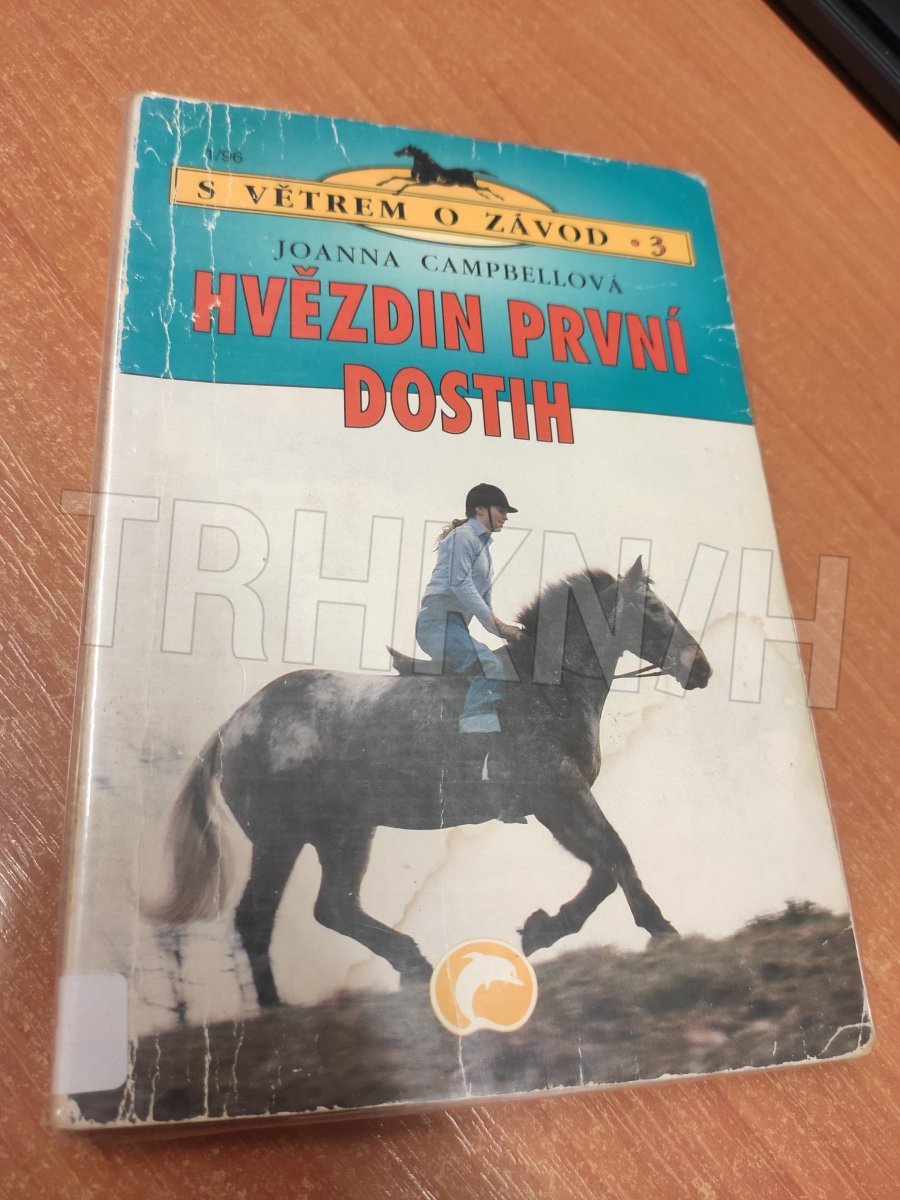 1/96
S VĚTREM O ZÁVOD • 3
JOANNA CAMPBELLOVÁ
HVĚZDIN PRVNÍ
DOSTIH
TRHKNIH